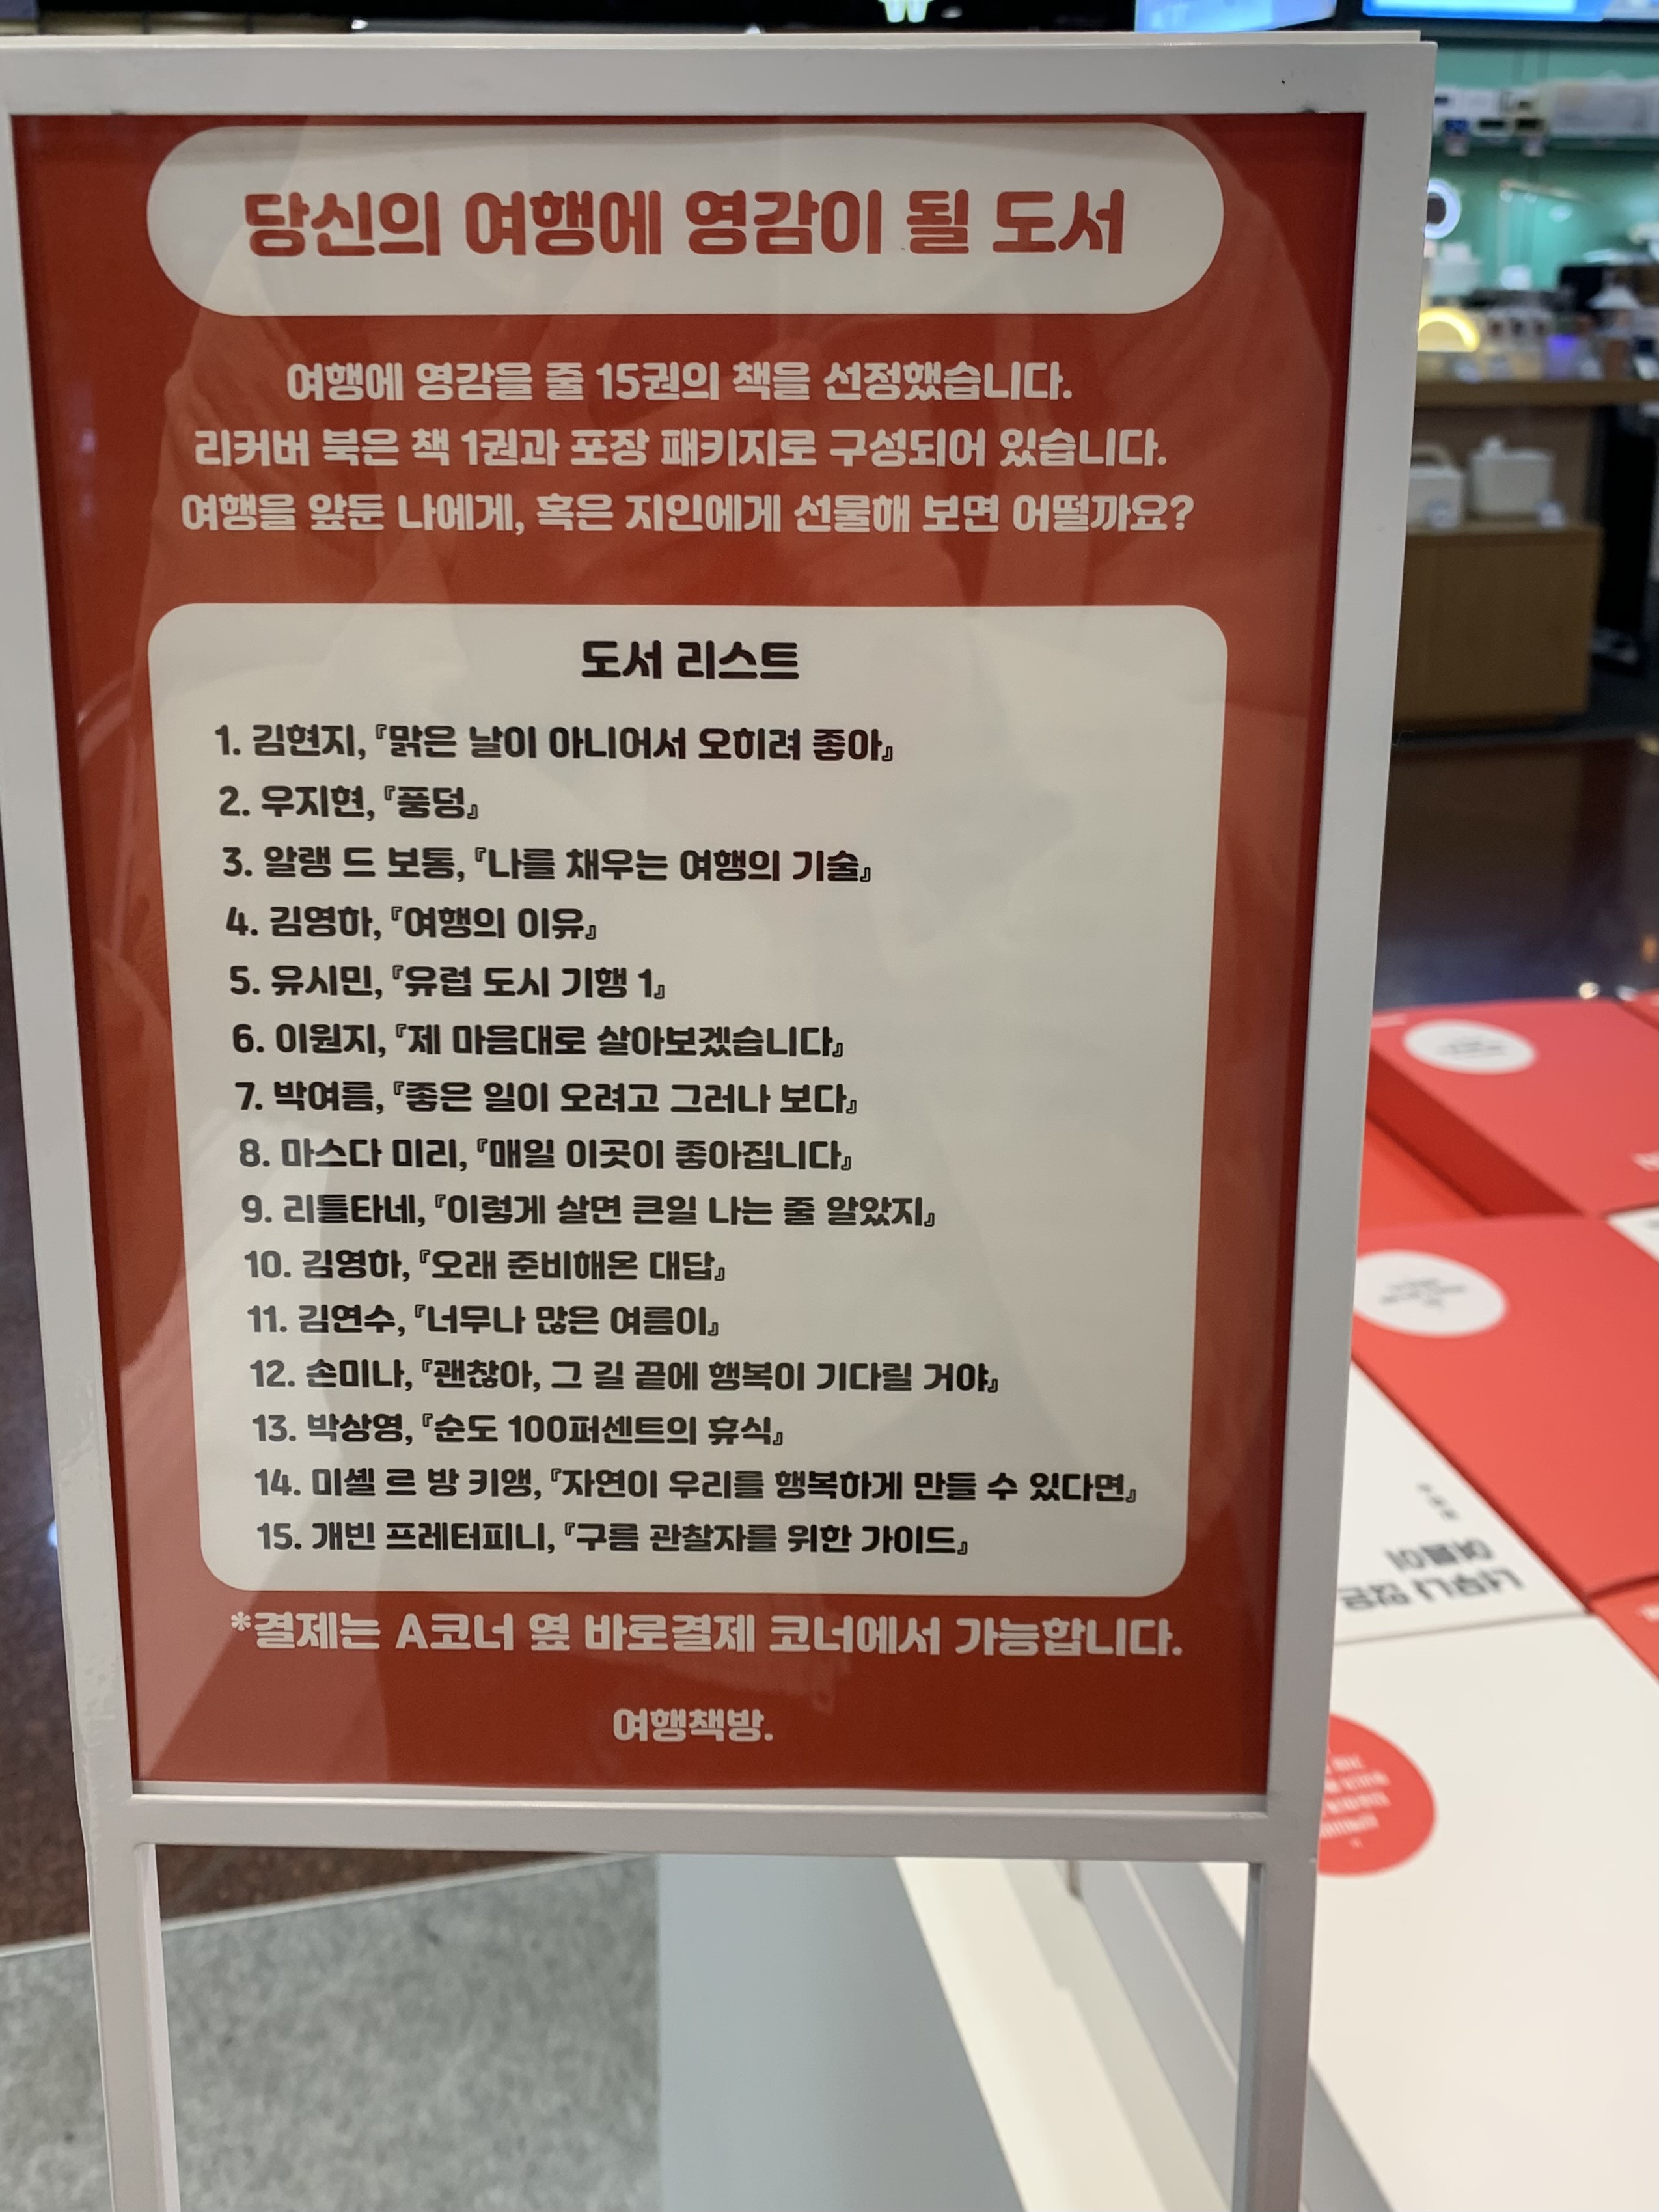 당신의 여행에 영감이 될 도서
여행에 영감을 줄 15권의 책을 선정했습니다.
리커버 북은 책 1권과 포장 패키지로 구성되어 있습니다.
여행을 앞둔 나에게, 혹은 지인에게 선물해 보면 어떨까요?
도서 리스트
1. 김현지, 『맑은 날이 아니어서 오히려 좋아』
2. 우지현, 『풍덩』
3. 알랭 드 보통, 『나를 채우는 여행의 기술』
4. 김영하, 『여행의 이유』
5. 유시민, 『유럽 도시 기행 1』
6. 이원지, 『제 마음대로 살아보겠습니다』
7. 박여름, 『좋은 일이 오려고 그러나 보다』
8. 마스다 미리, 『매일 이곳이 좋아집니다』
9. 리틀타네, 『이렇게 살면 큰일 나는 줄 알았지』
10. 김영하, 『오래 준비해온 대답』
11. 김연수, 『너무나 많은 여름이』
12. 손미나, 『괜찮아, 그 길 끝에 행복이 기다릴 거야』
13. 박상영, 『순도 100퍼센트의 휴식』
14. 미셸 르 방 키앵, 『자연이 우리를 행복하게 만들 수 있다면』
15. 개빈 프레터피니, 『구름 관찰자를 위한 가이드』
*결제는 A코너 옆 바로결제 코너에서 가능합니다.
여행책방.
너무나 많은
여름이